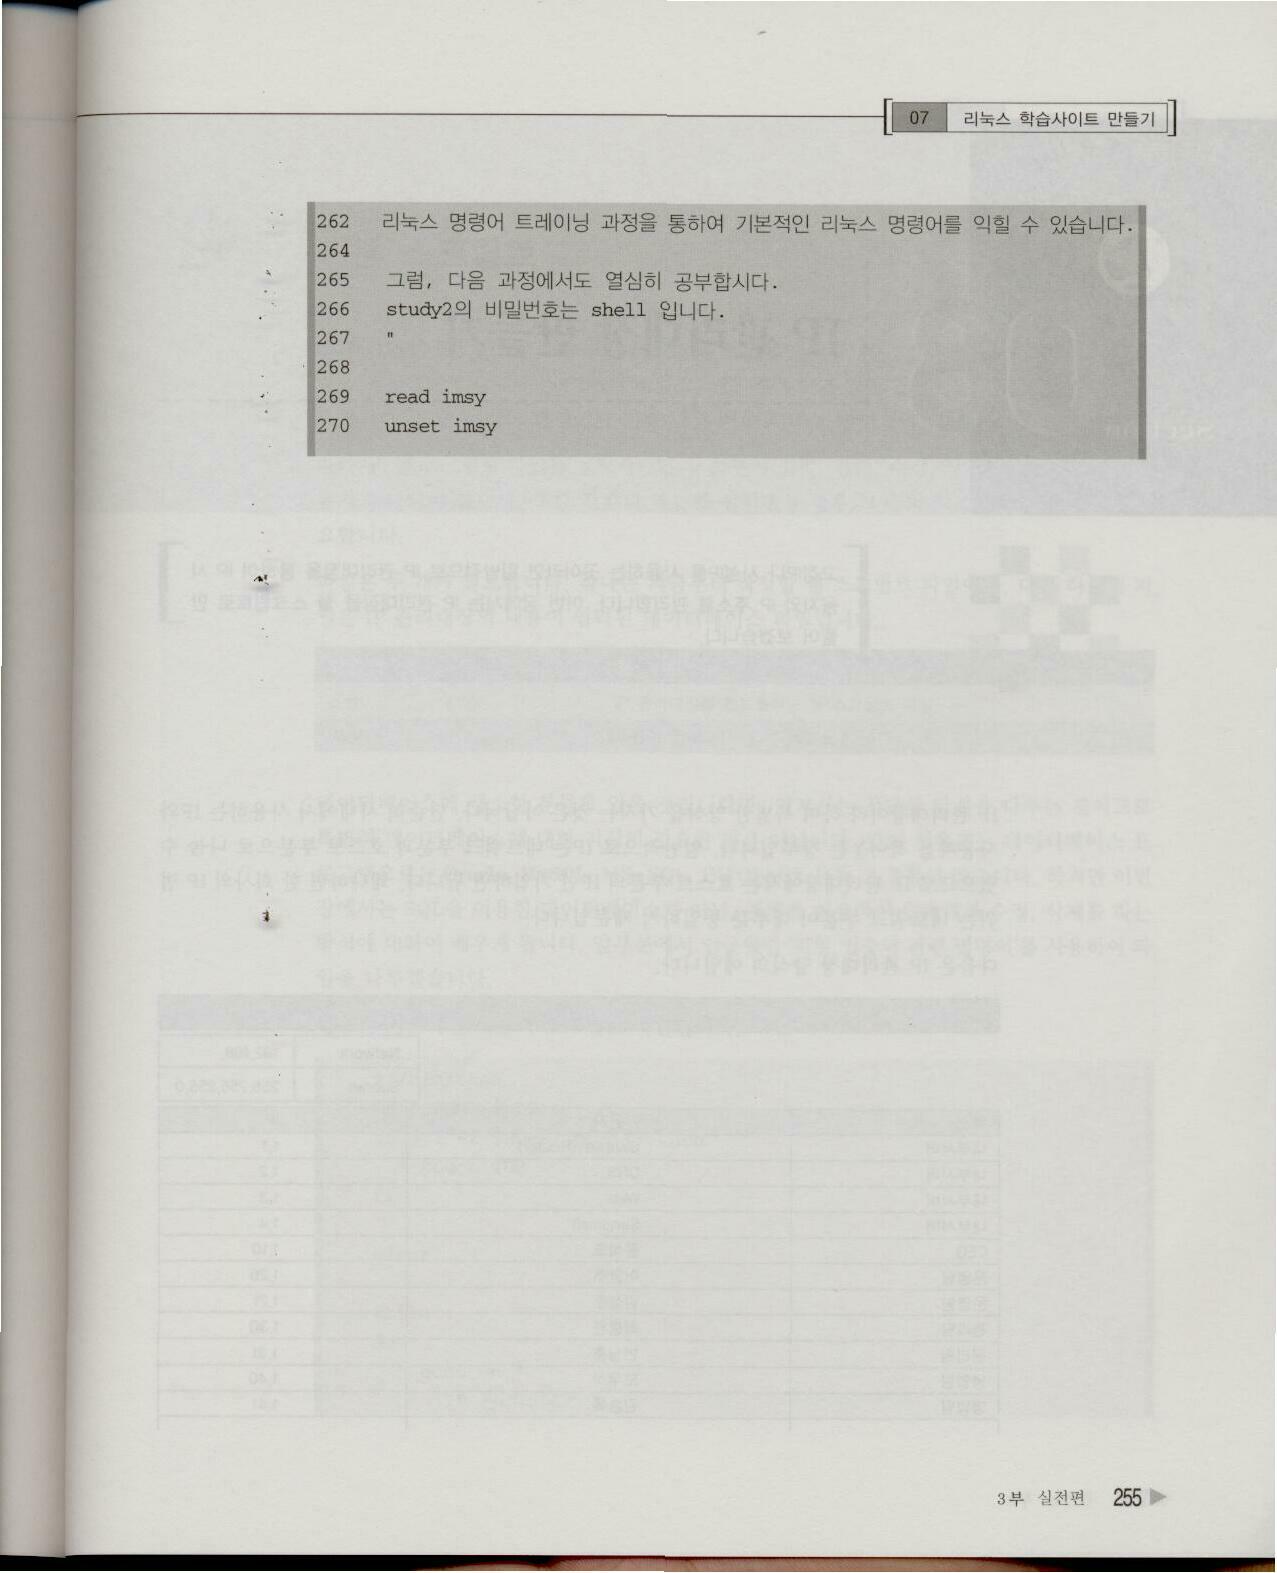 07 리눅스 학습사이트 만들기
262 리눅스 명령어 트레이닝 과정을 통하여 기본적인 리눅스 명령어를 익힐 수 있습니다.
264
265 그럼, 다음 과정에서도 열심히 공부합시다.
266 study2의 비밀번호는 shell 입니다.
267 "
268
269 read imsy
270 unset imsy
3부 실전편 255